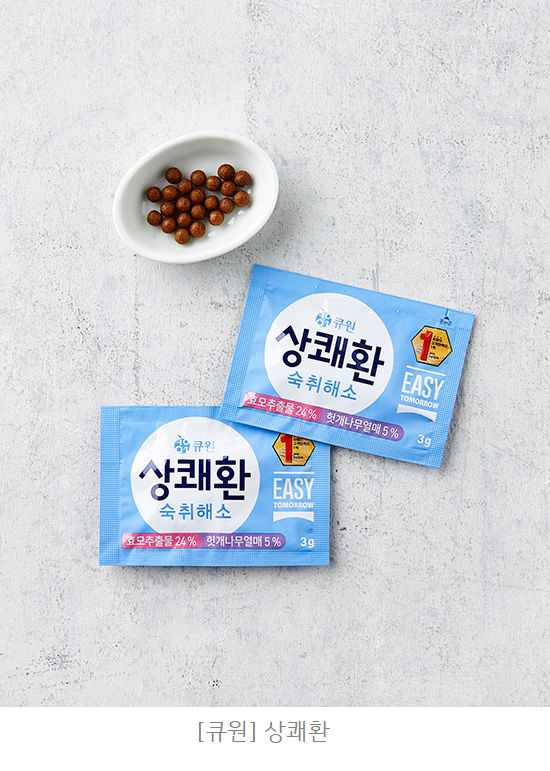 큐원
상쾌환
숙취해소
효모추출물 24%
헛개나무열매 5%
1
EASY
TOMORROW
3g
큐원
상쾌환
숙취해소
효모추출물 24%
헛개나무열매 5%
1
EASY
TOMORROW
3g
[큐원] 상쾌환